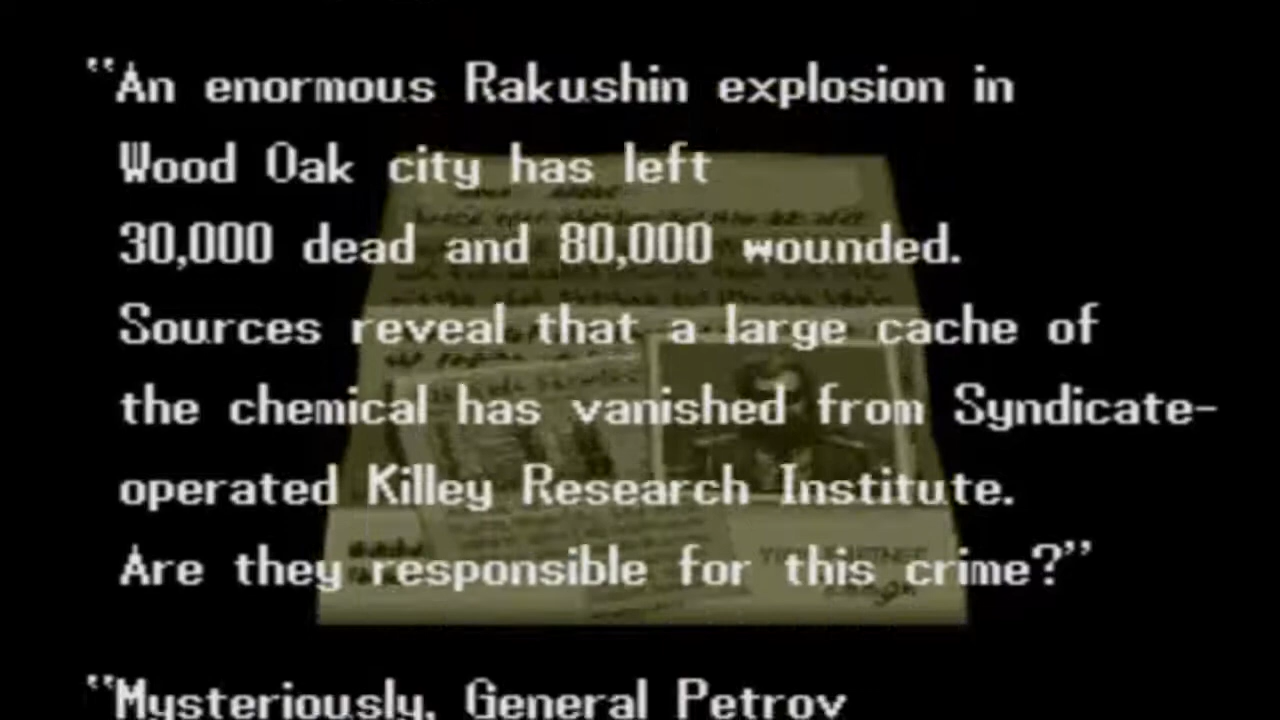 “An enormous Rakushin explosion in
Wood Oak city has left
30,000 dead and 80,000 wounded.
Sources reveal that a large cache of
the chemical has vanished from Syndicate-
operated Killey Research Institute.
Are they responsible for this crime?”
“Mysteriously, General Petrov